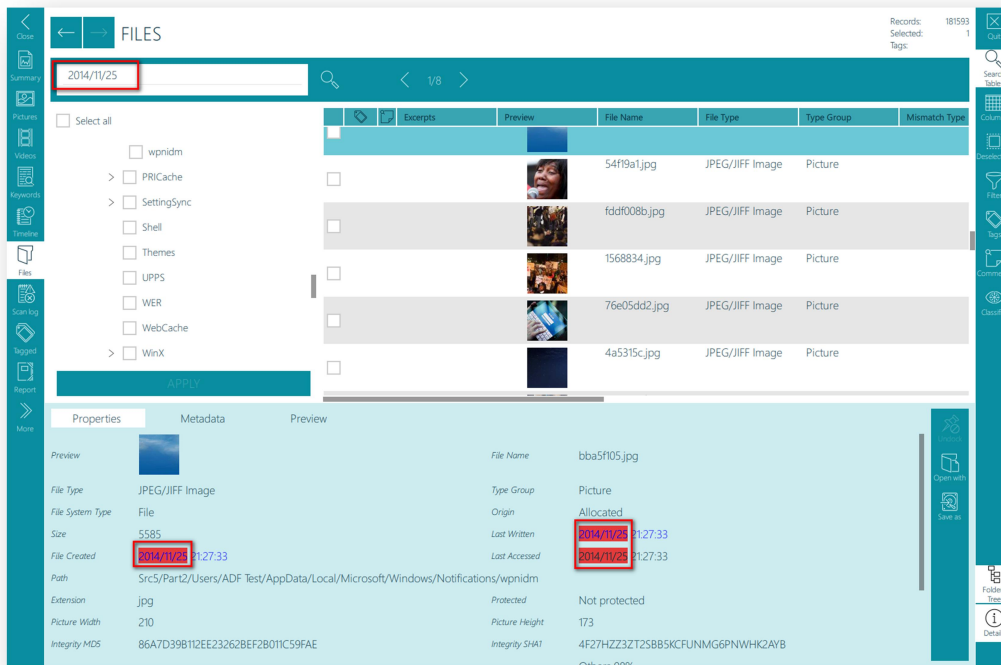 Close
Summary
Pictures
Videos
Keywords
Timeline
Files
Scan log
Tagged
Report
More
FILES
Records: 181593
Selected: 1
Tags:
2014/11/25
1/8
Select all
wpnidm
PRICache
SettingSync
Shell
Themes
UPPS
WER
WebCache
WinX
APPLY
Excerpts Preview File Name File Type Type Group Mismatch Type
54f19a1.jpg JPEG/JIFF Image Picture
fddf008b.jpg JPEG/JIFF Image Picture
1568834.jpg JPEG/JIFF Image Picture
76e05dd2.jpg JPEG/JIFF Image Picture
4a5315c.jpg JPEG/JIFF Image Picture
Properties Metadata Preview
Preview File Name bba5f105.jpg
File Type JPEG/JIFF Image Type Group Picture
File System Type File Origin Allocated
Size 5585 Last Written 2014/11/25 21:27:33
File Created 2014/11/25 21:27:33 Last Accessed 2014/11/25 21:27:33
Path Src5/Part2/Users/ADF Test/AppData/Local/Microsoft/Windows/Notifications/wpnidm
Extension jpg Protected Not protected
Picture Width 210 Picture Height 173
Integrity MD5 86A7D39B112EE23262BEF2B011C59FAE Integrity SHA1 4F27HZZ3ZT2SBB5KCFUNMG6PNWHK2AYB
Undock
Open with
Save as
Quit
Searc
Table
Column
Deselec
Filter
Tags
Comme
Classif
Folder
Tree
Detail